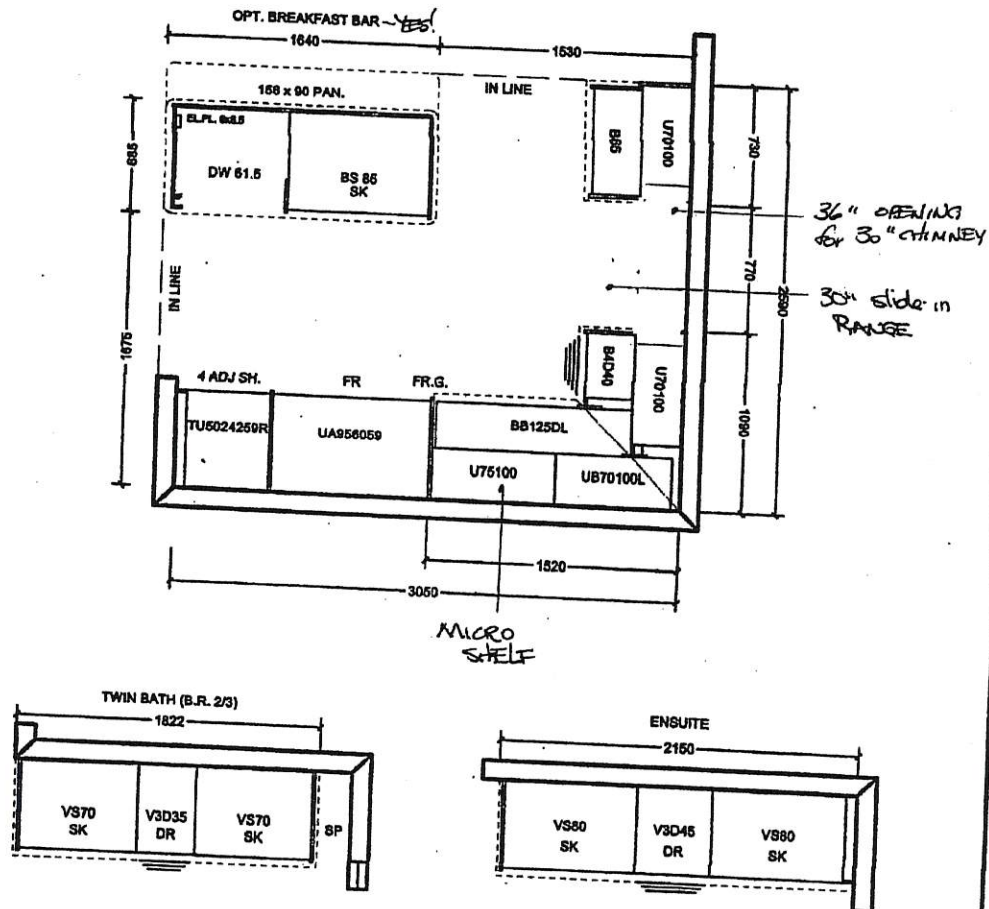 OPT. BREAKFAST BAR - YES!
1640
1530
158 x 90 PAN.
IN LINE
EL.PL. 6x8.5
DW 61.5
BS 85
SK
B65
U70100
730
685
36" OPENING
for 30" CHIMNEY
770
2590
30" slide-in
RANGE
IN LINE
1675
B4D40
U70100
4 ADJ SH.
FR
FR.G.
TU5024259R
UA956059
BB125DL
1090
U75100
UB70100L
1520
3050
MICRO
SHELF
TWIN BATH (B.R. 2/3)
1822
VS70
SK
V3D35
DR
VS70
SK
SP
ENSUITE
2150
VS80
SK
V3D45
DR
VS80
SK